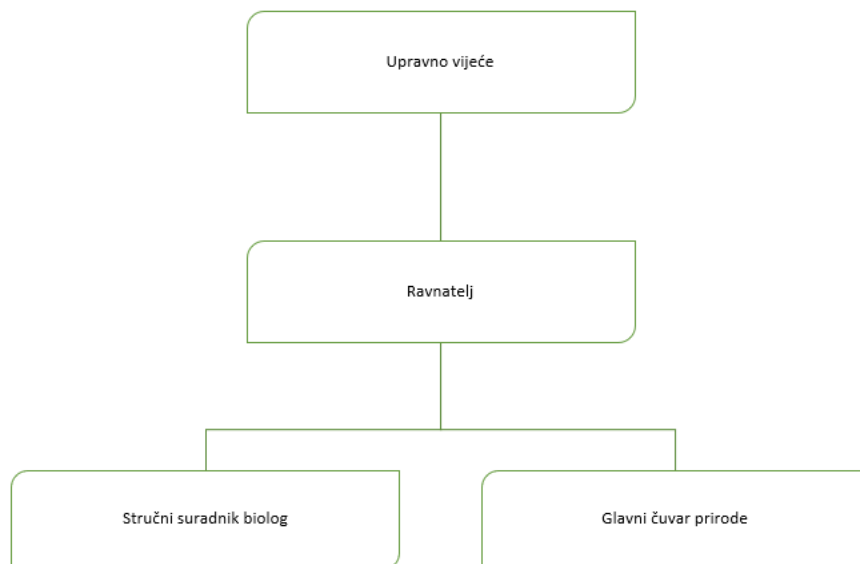 Upravno vijeće
Ravnatelj
Stručni suradnik biolog
Glavni čuvar prirode